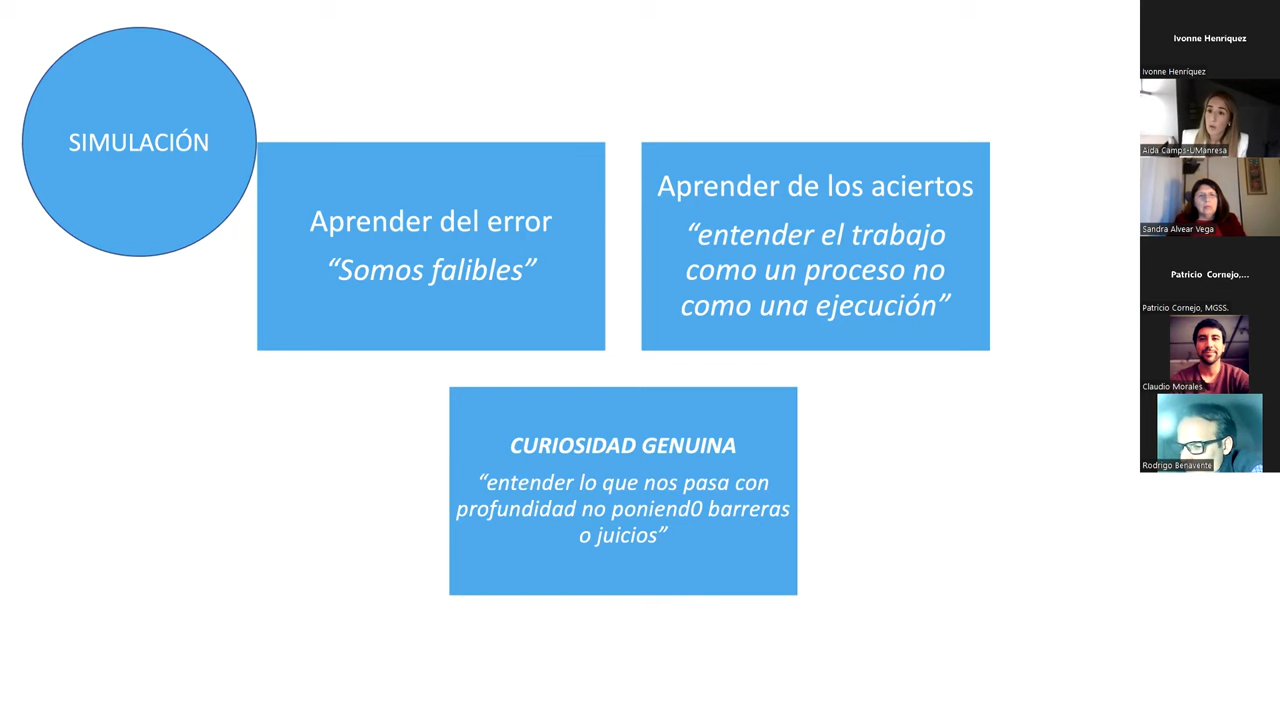 SIMULACIÓN
Aprender del error
“Somos falibles”
Aprender de los aciertos
“entender el trabajo
como un proceso no
como una ejecución”
CURIOSIDAD GENUINA
“entender lo que nos pasa con
profundidad no poniend0 barreras
o juicios”
Ivonne Henriquez
Ivonne Henríquez
Aida Camps-UManresa
Sandra Alvear Vega
Patricio Cornejo,...
Patricio Cornejo, MGSS.
Claudio Morales
Rodrigo Benavente